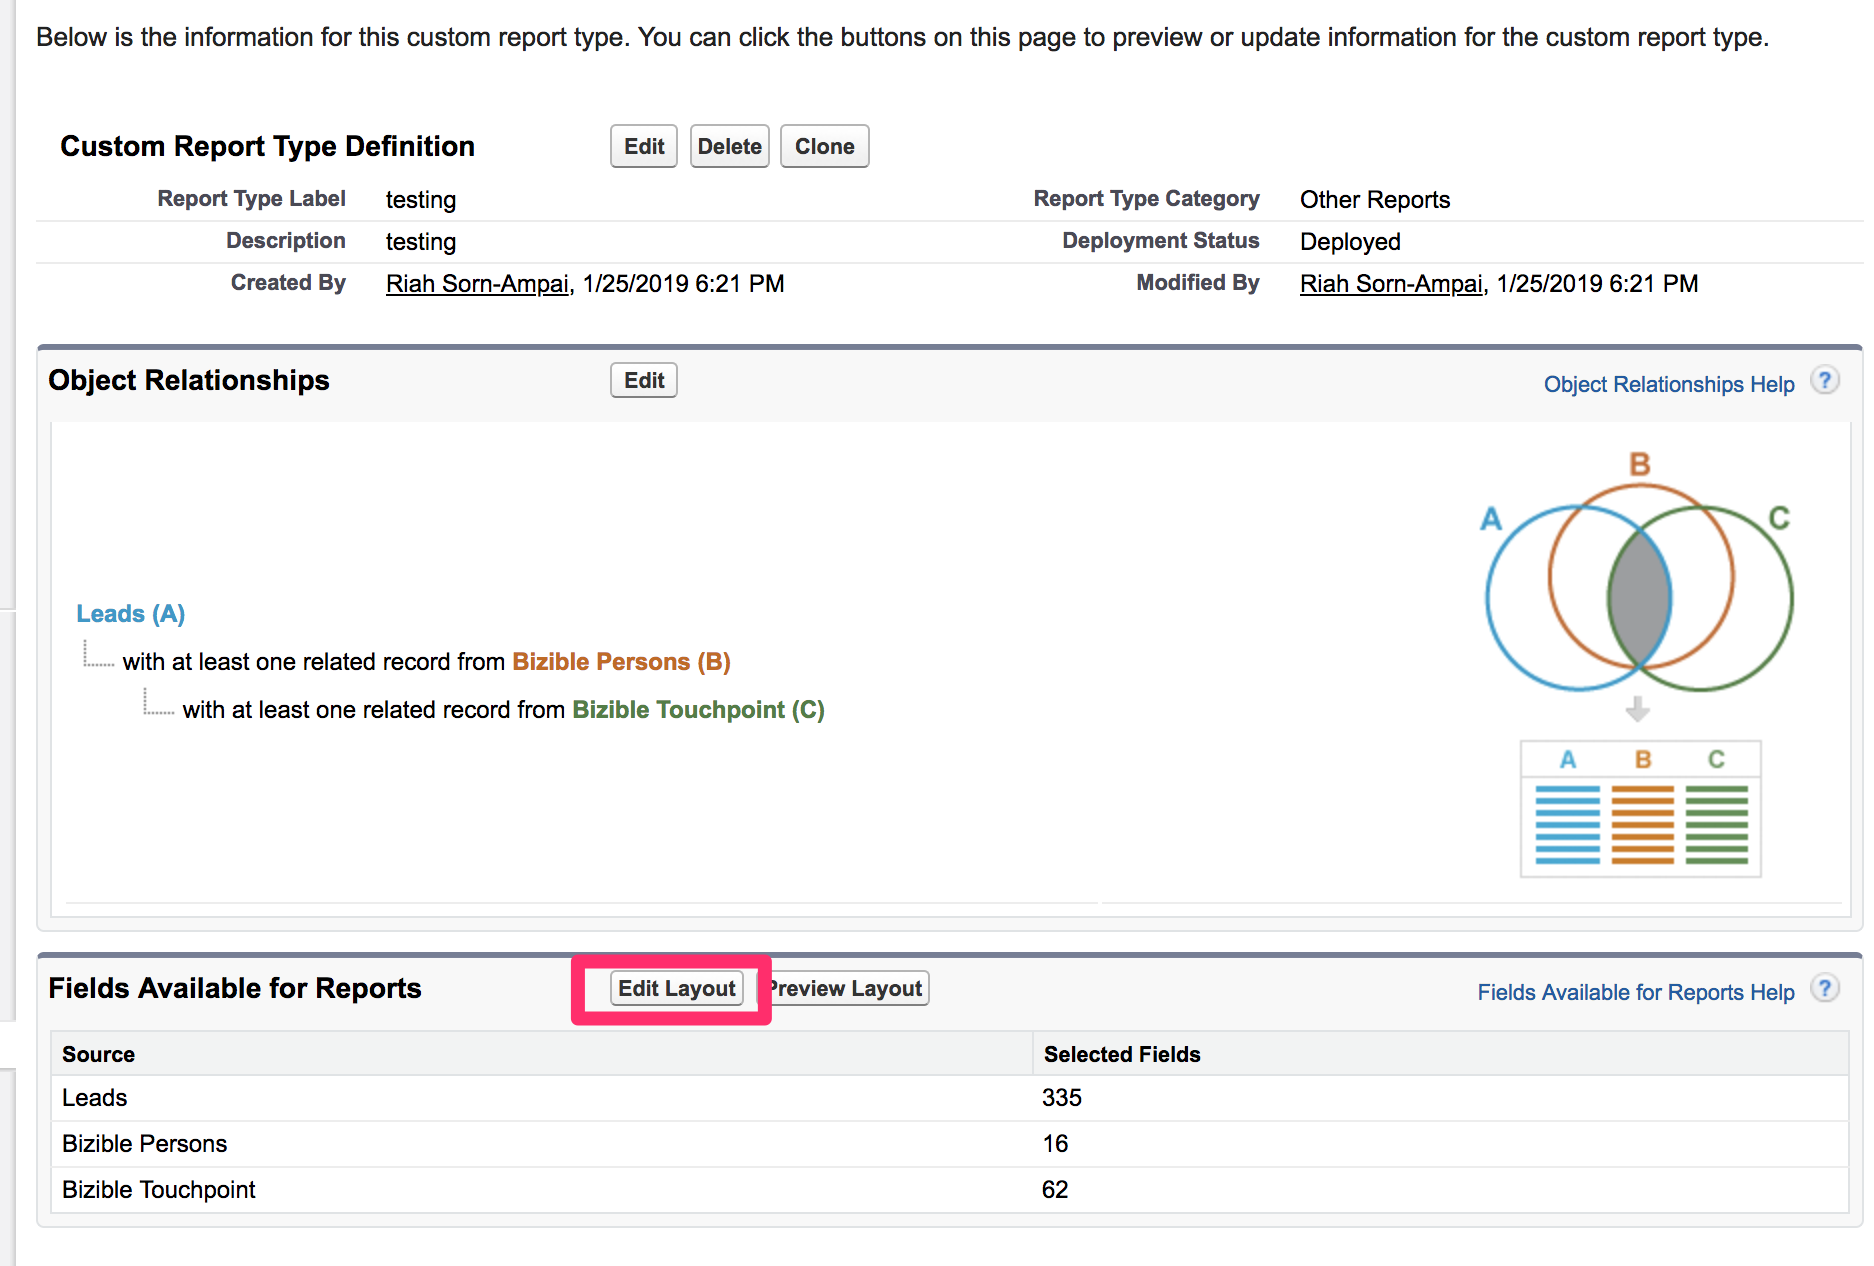 Below is the information for this custom report type. You can click the buttons on this page to preview or update information for the custom report type.
Custom Report Type Definition Edit Delete Clone
Report Type Label testing Report Type Category Other Reports
Description testing Deployment Status Deployed
Created By Riah Sorn-Ampai, 1/25/2019 6:21 PM Modified By Riah Sorn-Ampai, 1/25/2019 6:21 PM
Object Relationships Edit Object Relationships Help ?
B
A C
Leads (A)
with at least one related record from Bizible Persons (B)
with at least one related record from Bizible Touchpoint (C)
A B C
Fields Available for Reports Edit Layout Preview Layout Fields Available for Reports Help ?
Source Selected Fields
Leads 335
Bizible Persons 16
Bizible Touchpoint 62